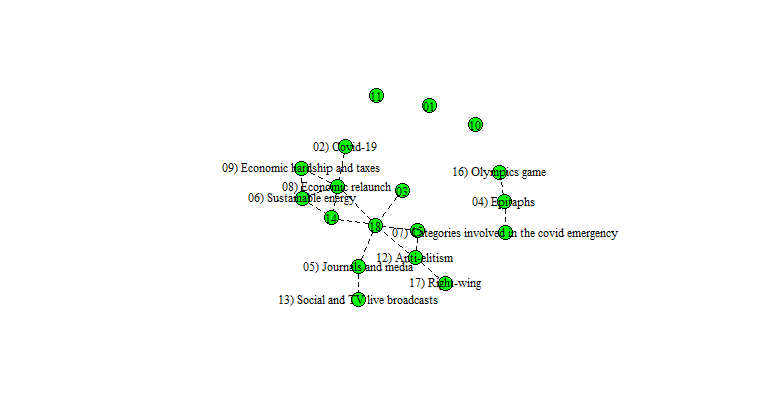 11
01
10
02) Covid-19
09) Economic hardship and taxes
16) Olympics game
08) Economic relaunch
03
06) Sustainable energy
04) Epitaphs
14
18
07) Categories involved in the covid emergency
12) Anti-elitism
05) Journals and media
17) Right-wing
13) Social and TV live broadcasts